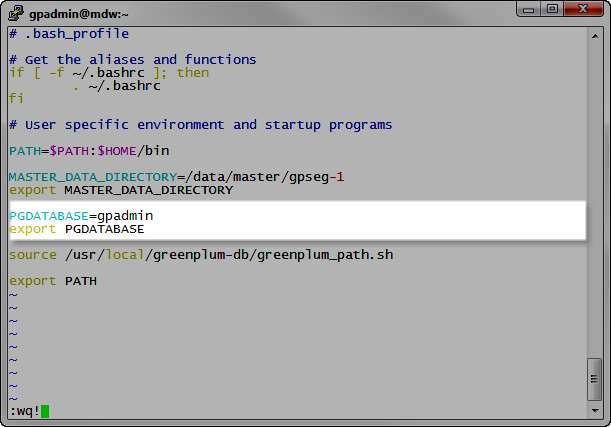 gpadmin@mdw:~
# .bash_profile
# Get the aliases and functions
if [ -f ~/.bashrc ]; then
        . ~/.bashrc
fi
# User specific environment and startup programs
PATH=$PATH:$HOME/bin
MASTER_DATA_DIRECTORY=/data/master/gpseg-1
export MASTER_DATA_DIRECTORY
PGDATABASE=gpadmin
export PGDATABASE
source /usr/local/greenplum-db/greenplum_path.sh
export PATH
~
~
~
~
~
~
~
~
~
:wq!